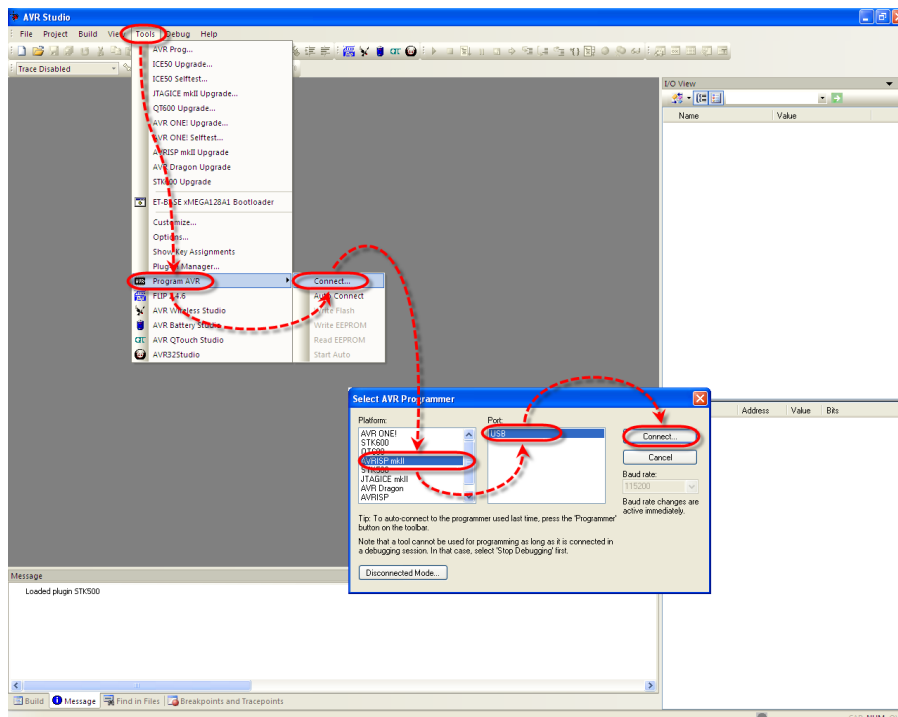 AVR Studio
File Project Build View Tools Debug Help
Trace Disabled
AVR Prog...
ICE50 Upgrade...
ICE50 Selftest...
JTAGICE mkII Upgrade...
QT600 Upgrade...
AVR ONE! Upgrade...
AVR ONE! Selftest...
AVRISP mkII Upgrade
AVR Dragon Upgrade
STK600 Upgrade
ET-BASE xMEGA128A1 Bootloader
Customize...
Options...
Show Key Assignments
Plug-in Manager...
Program AVR
FLIP 3.4.6
AVR Wireless Studio
AVR Battery Studio
AVR QTouch Studio
AVR32Studio
Connect...
Auto Connect
Write Flash
Write EEPROM
Read EEPROM
Start Auto
I/O View
Name Value
Address Value Bits
Select AVR Programmer
Platform:
AVR ONE!
STK600
QT600
AVRISP mkII
STK500
JTAGICE mkII
AVR Dragon
AVRISP
Port:
USB
Connect...
Cancel
Baud rate:
115200
Baud rate changes are
active immediately.
Tip: To auto-connect to the programmer used last time, press the 'Programmer'
button on the toolbar.
Note that a tool cannot be used for programming as long as it is connected in
a debugging session. In that case, select 'Stop Debugging' first.
Disconnected Mode...
Message
Loaded plugin STK500
Build Message Find in Files Breakpoints and Tracepoints